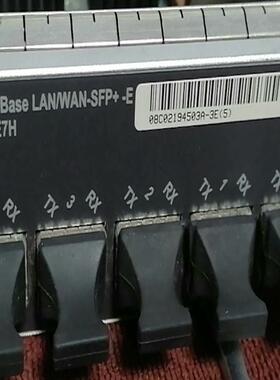 Base LAN/WAN-SFP+ -E
E7H
08C02194503A-3E(5)
RX TX 3 RX TX 2 RX TX 1 RX TX